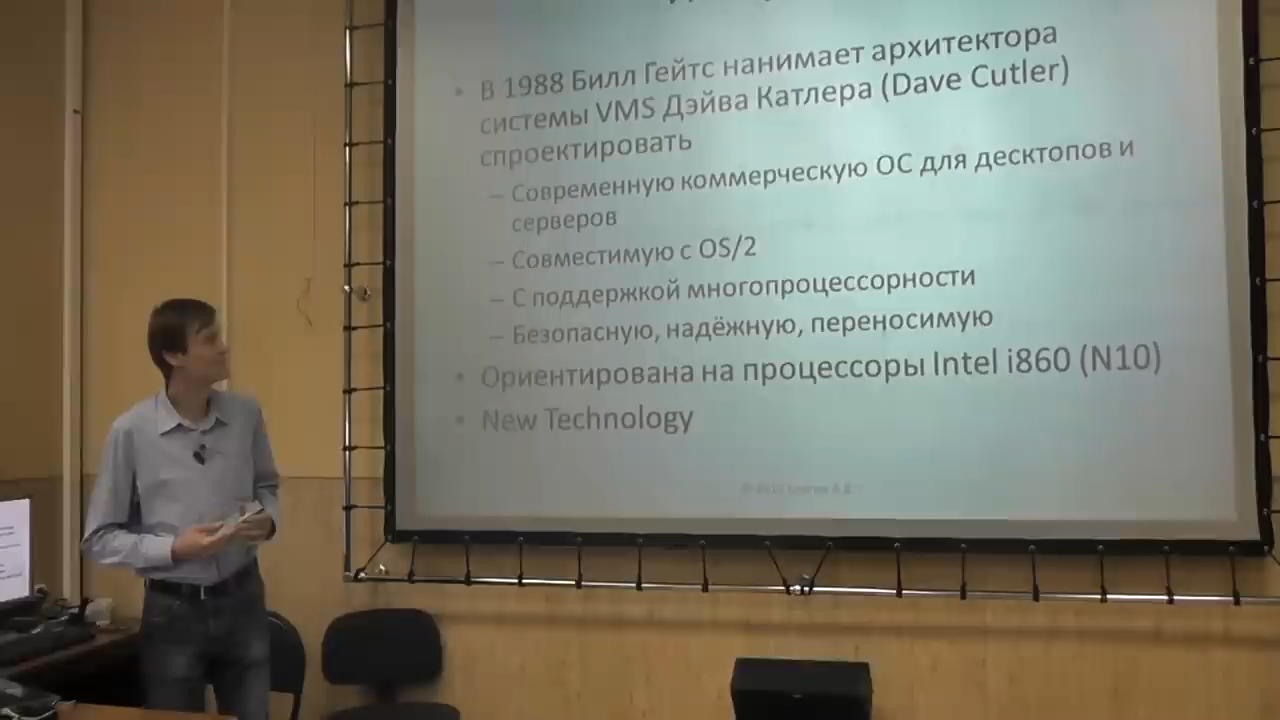 • В 1988 Билл Гейтс нанимает архитектора
системы VMS Дэйва Катлера (Dave Cutler)
спроектировать
– Современную коммерческую ОС для десктопов и
серверов
– Совместимую с OS/2
– С поддержкой многопроцессорности
– Безопасную, надёжную, переносимую
• Ориентирована на процессоры Intel i860 (N10)
• New Technology